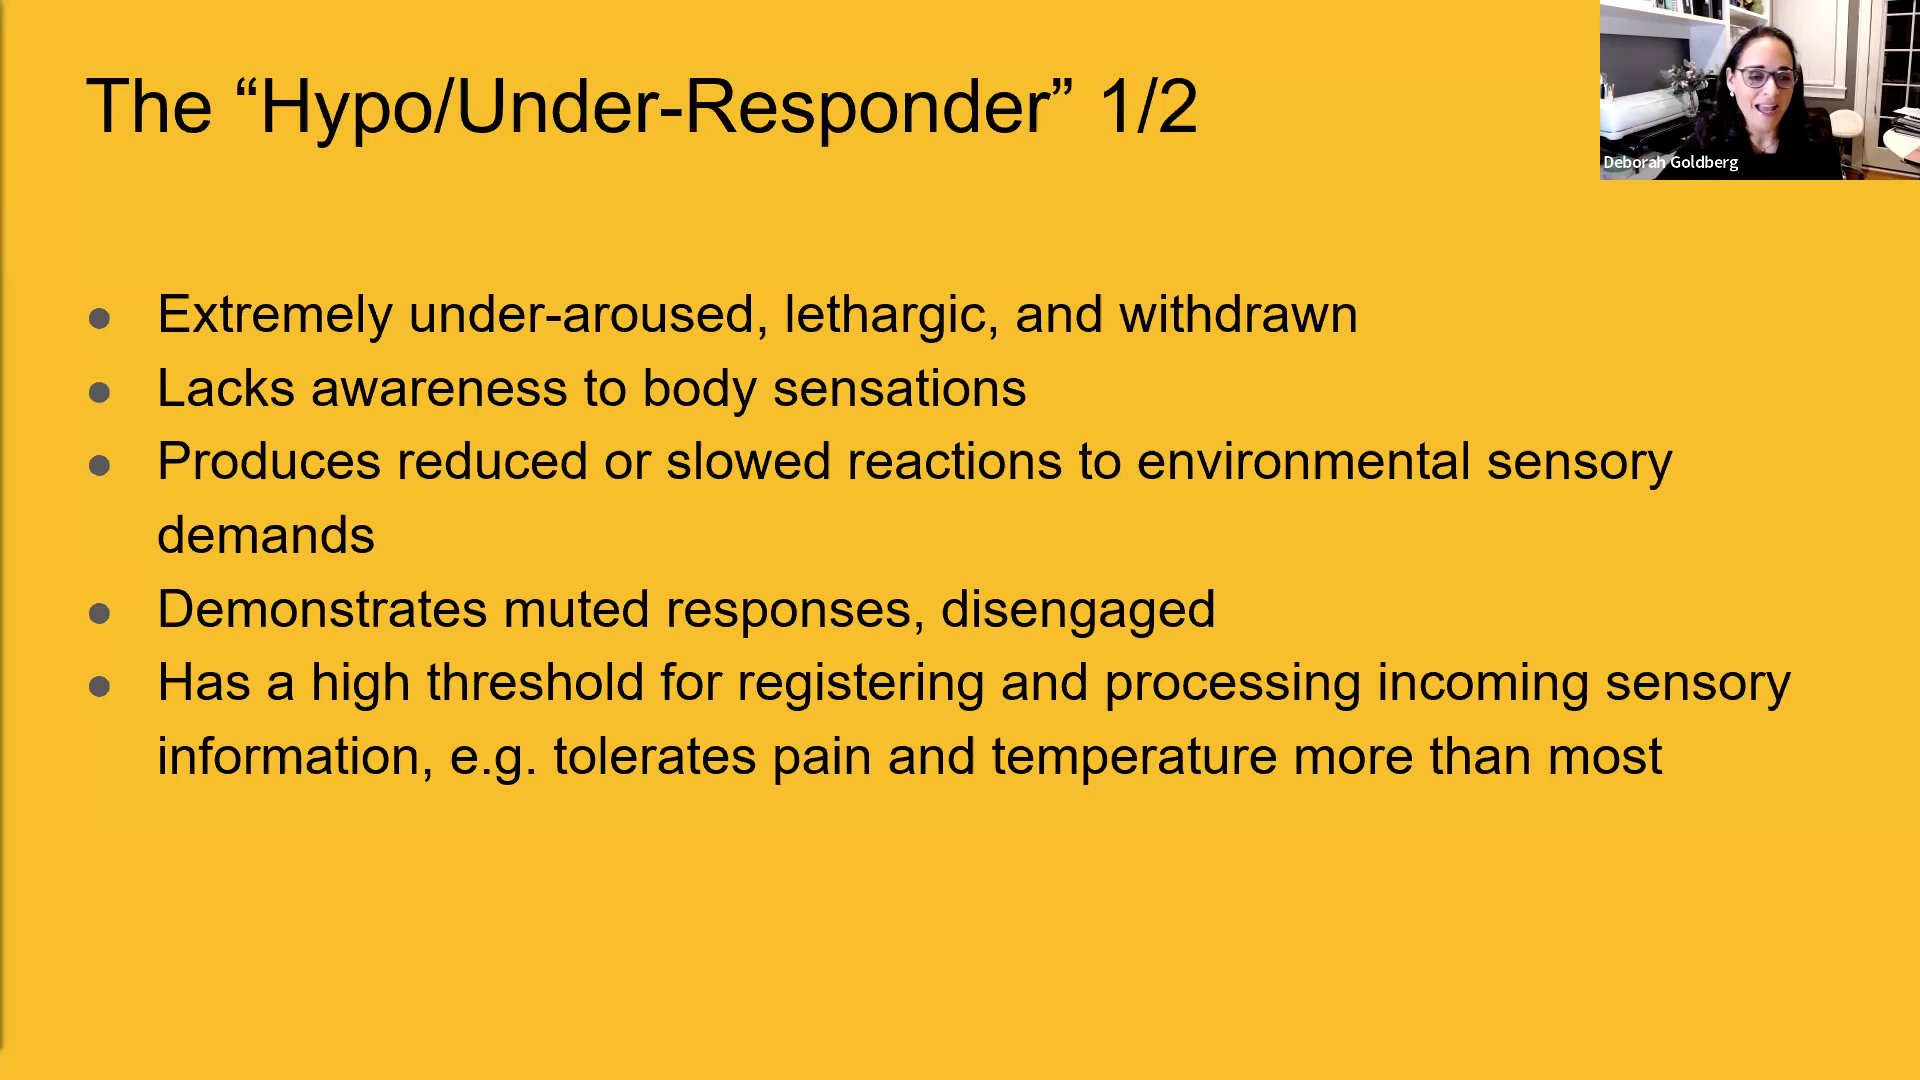 The “Hypo/Under-Responder” 1/2
Deborah Goldberg
● Extremely under-aroused, lethargic, and withdrawn
● Lacks awareness to body sensations
● Produces reduced or slowed reactions to environmental sensory
demands
● Demonstrates muted responses, disengaged
● Has a high threshold for registering and processing incoming sensory
information, e.g. tolerates pain and temperature more than most